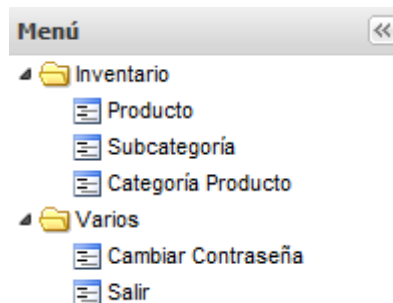 Menú
Inventario
Producto
Subcategoría
Categoría Producto
Varios
Cambiar Contraseña
Salir